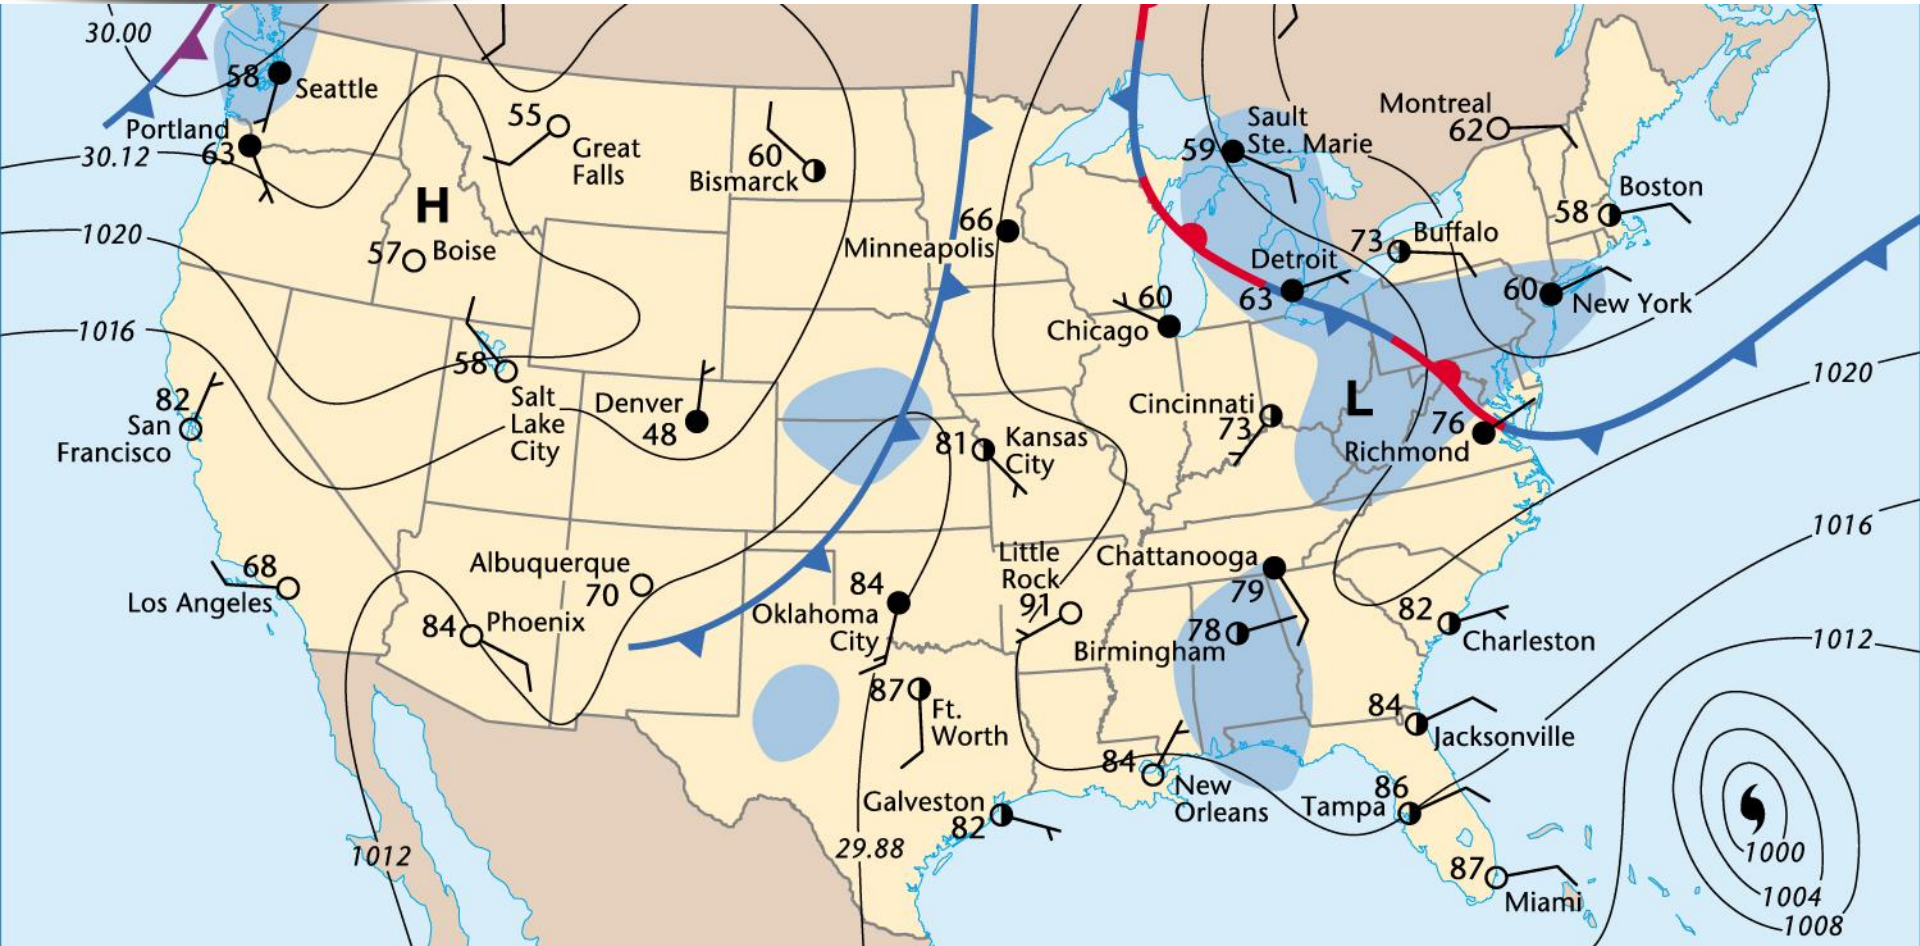 30.00
58
Seattle
Portland
63
30.12
1020
1016
55
Great
Falls
H
57
Boise
60
Bismarck
66
Minneapolis
59
Sault
Ste. Marie
Montreal
62
Boston
58
73
Buffalo
Detroit
63
60
New York
60
Chicago
58
Salt
Lake
City
Denver
48
82
San
Francisco
81
Kansas
City
Cincinnati
73
L
76
Richmond
1020
1016
1012
68
Los Angeles
Albuquerque
70
84
Phoenix
84
Oklahoma
City
Little
Rock
91
Chattanooga
79
78
Birmingham
82
Charleston
87
Ft.
Worth
84
Jacksonville
84
New
Orleans
86
Tampa
Galveston
82
29.88
1012
87
Miami
1000
1004
1008